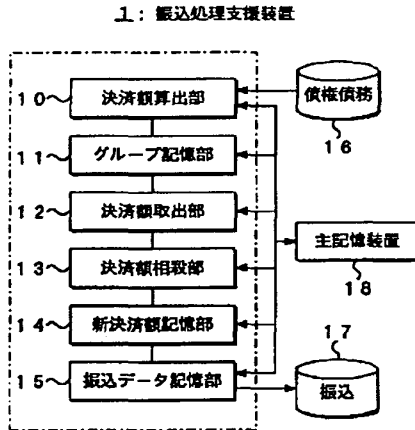 1：振込処理支援装置
10 決済額算出部
債権債務
16
11 グループ記憶部
12 決済額取出部
主記憶装置
18
13 決済額相殺部
14 新決済額記憶部
17
15 振込データ記憶部
振込